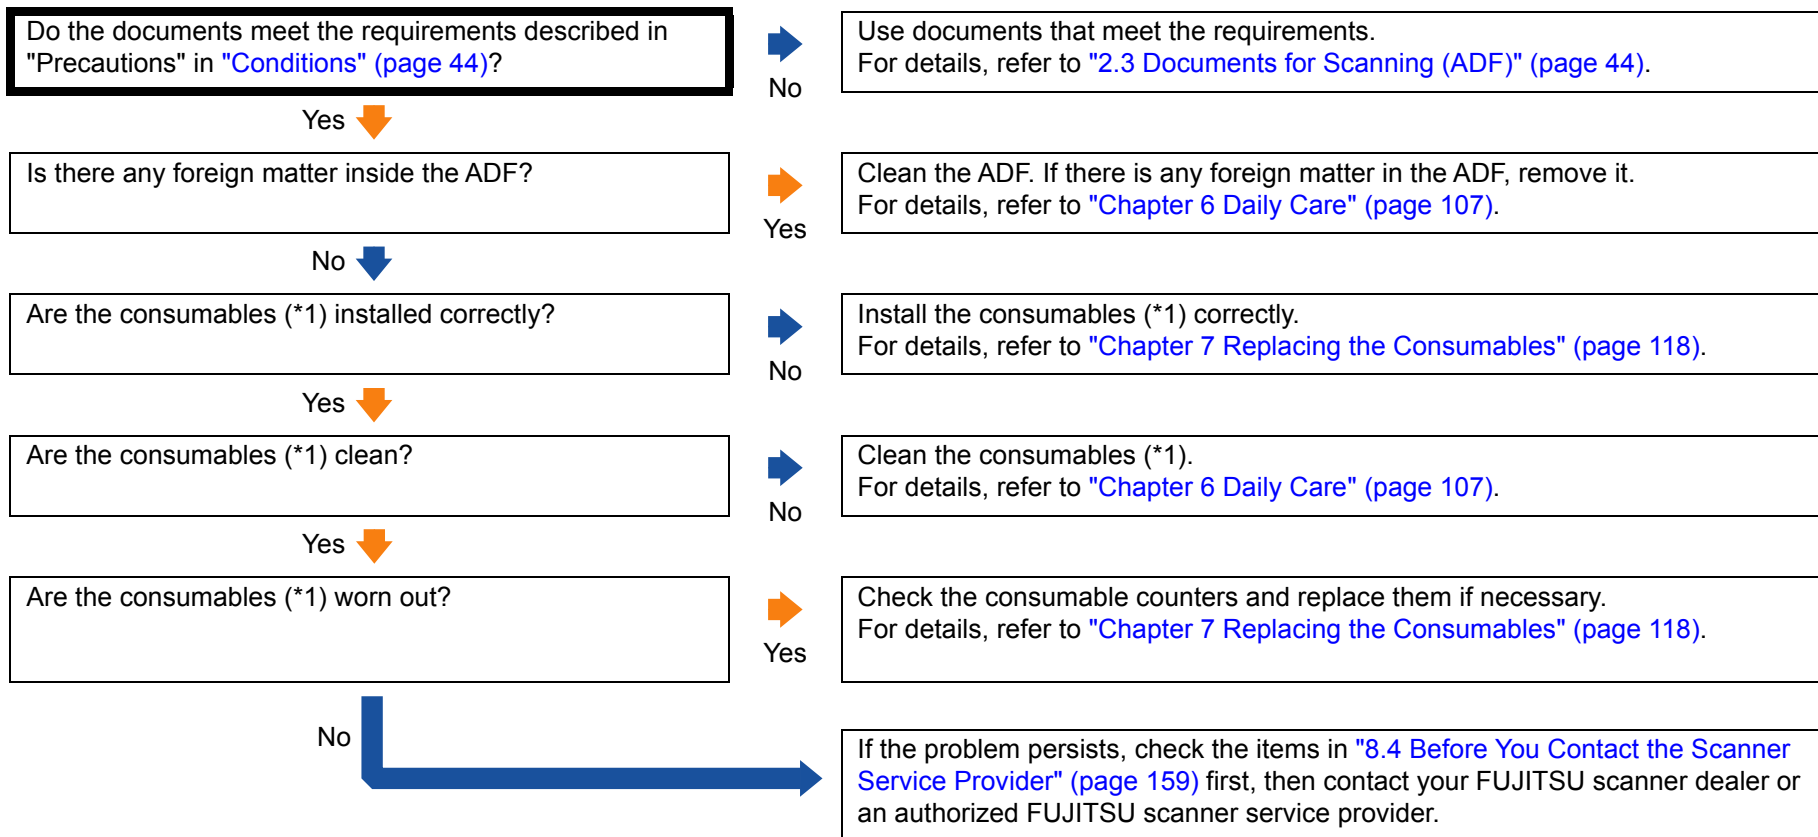 Do the documents meet the requirements described in
"Precautions" in "Conditions" (page 44)?
No
Use documents that meet the requirements.
For details, refer to "2.3 Documents for Scanning (ADF)" (page 44).
Yes
Is there any foreign matter inside the ADF?
Yes
Clean the ADF. If there is any foreign matter in the ADF, remove it.
For details, refer to "Chapter 6 Daily Care" (page 107).
No
Are the consumables (*1) installed correctly?
No
Install the consumables (*1) correctly.
For details, refer to "Chapter 7 Replacing the Consumables" (page 118).
Yes
Are the consumables (*1) clean?
No
Clean the consumables (*1).
For details, refer to "Chapter 6 Daily Care" (page 107).
Yes
Are the consumables (*1) worn out?
Yes
Check the consumable counters and replace them if necessary.
For details, refer to "Chapter 7 Replacing the Consumables" (page 118).
No
If the problem persists, check the items in "8.4 Before You Contact the Scanner
Service Provider" (page 159) first, then contact your FUJITSU scanner dealer or
an authorized FUJITSU scanner service provider.